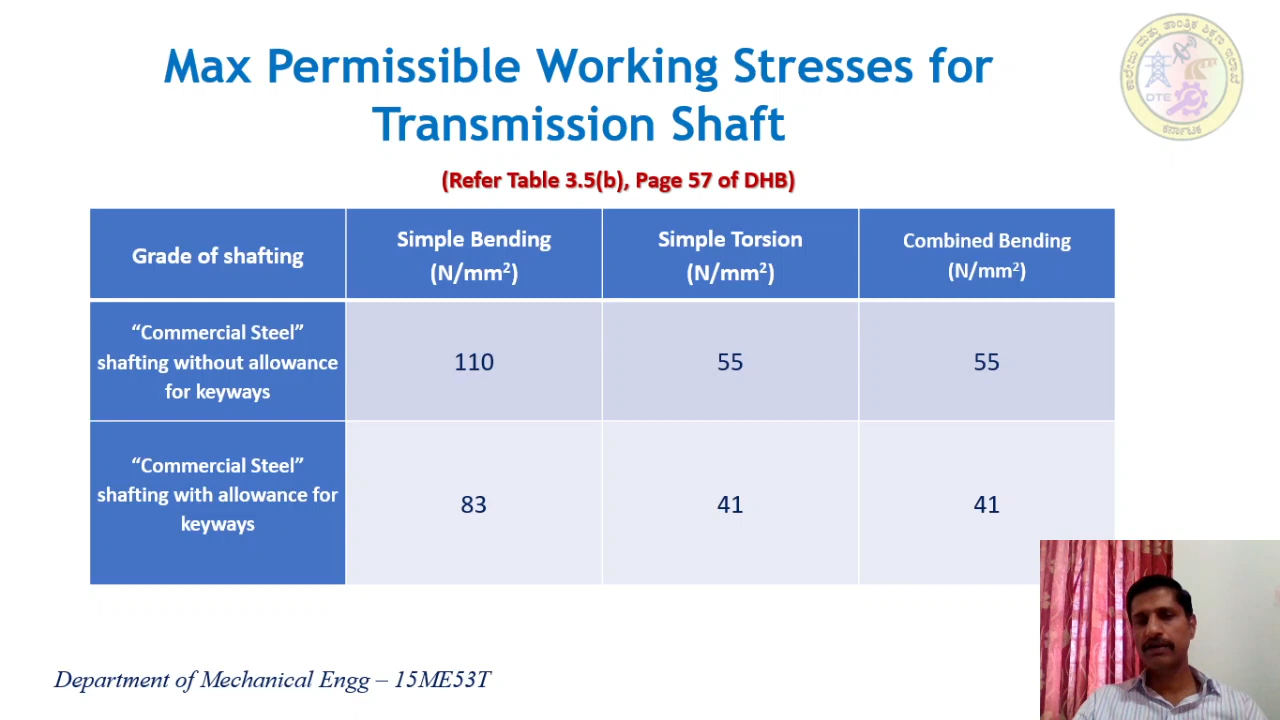 Max Permissible Working Stresses for
Transmission Shaft
(Refer Table 3.5(b), Page 57 of DHB)
Grade of shafting
Simple Bending
(N/mm²)
Simple Torsion
(N/mm²)
Combined Bending
(N/mm²)
“Commercial Steel”
shafting without allowance
for keyways
110
55
55
“Commercial Steel”
shafting with allowance for
keyways
83
41
41
DTE
ಕರ್ನಾಟಕ
Department of Mechanical Engg – 15ME53T